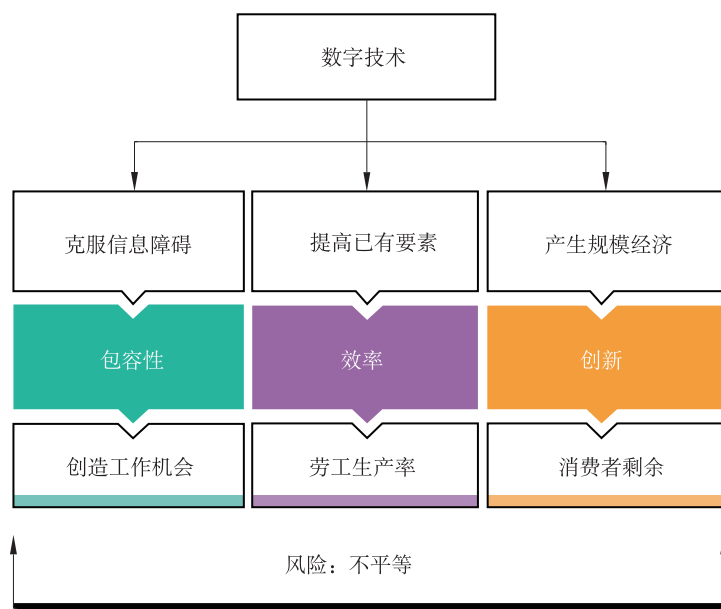 数字技术
克服信息障碍
提高已有要素
产生规模经济
包容性
效率
创新
创造工作机会
劳工生产率
消费者剩余
风险：不平等